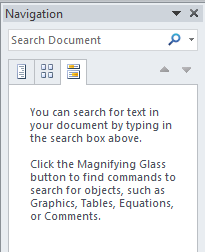 Navigation
Search Document
You can search for text in
your document by typing in
the search box above.
Click the Magnifying Glass
button to find commands to
search for objects, such as
Graphics, Tables, Equations,
or Comments.